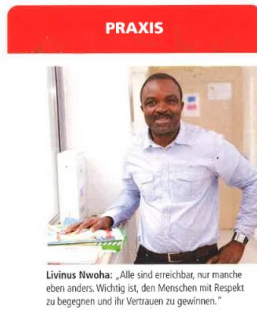 PRAXIS
Livinus Nwoha: „Alle sind erreichbar, nur manche
eben anders. Wichtig ist, den Menschen mit Respekt
zu begegnen und ihr Vertrauen zu gewinnen.“